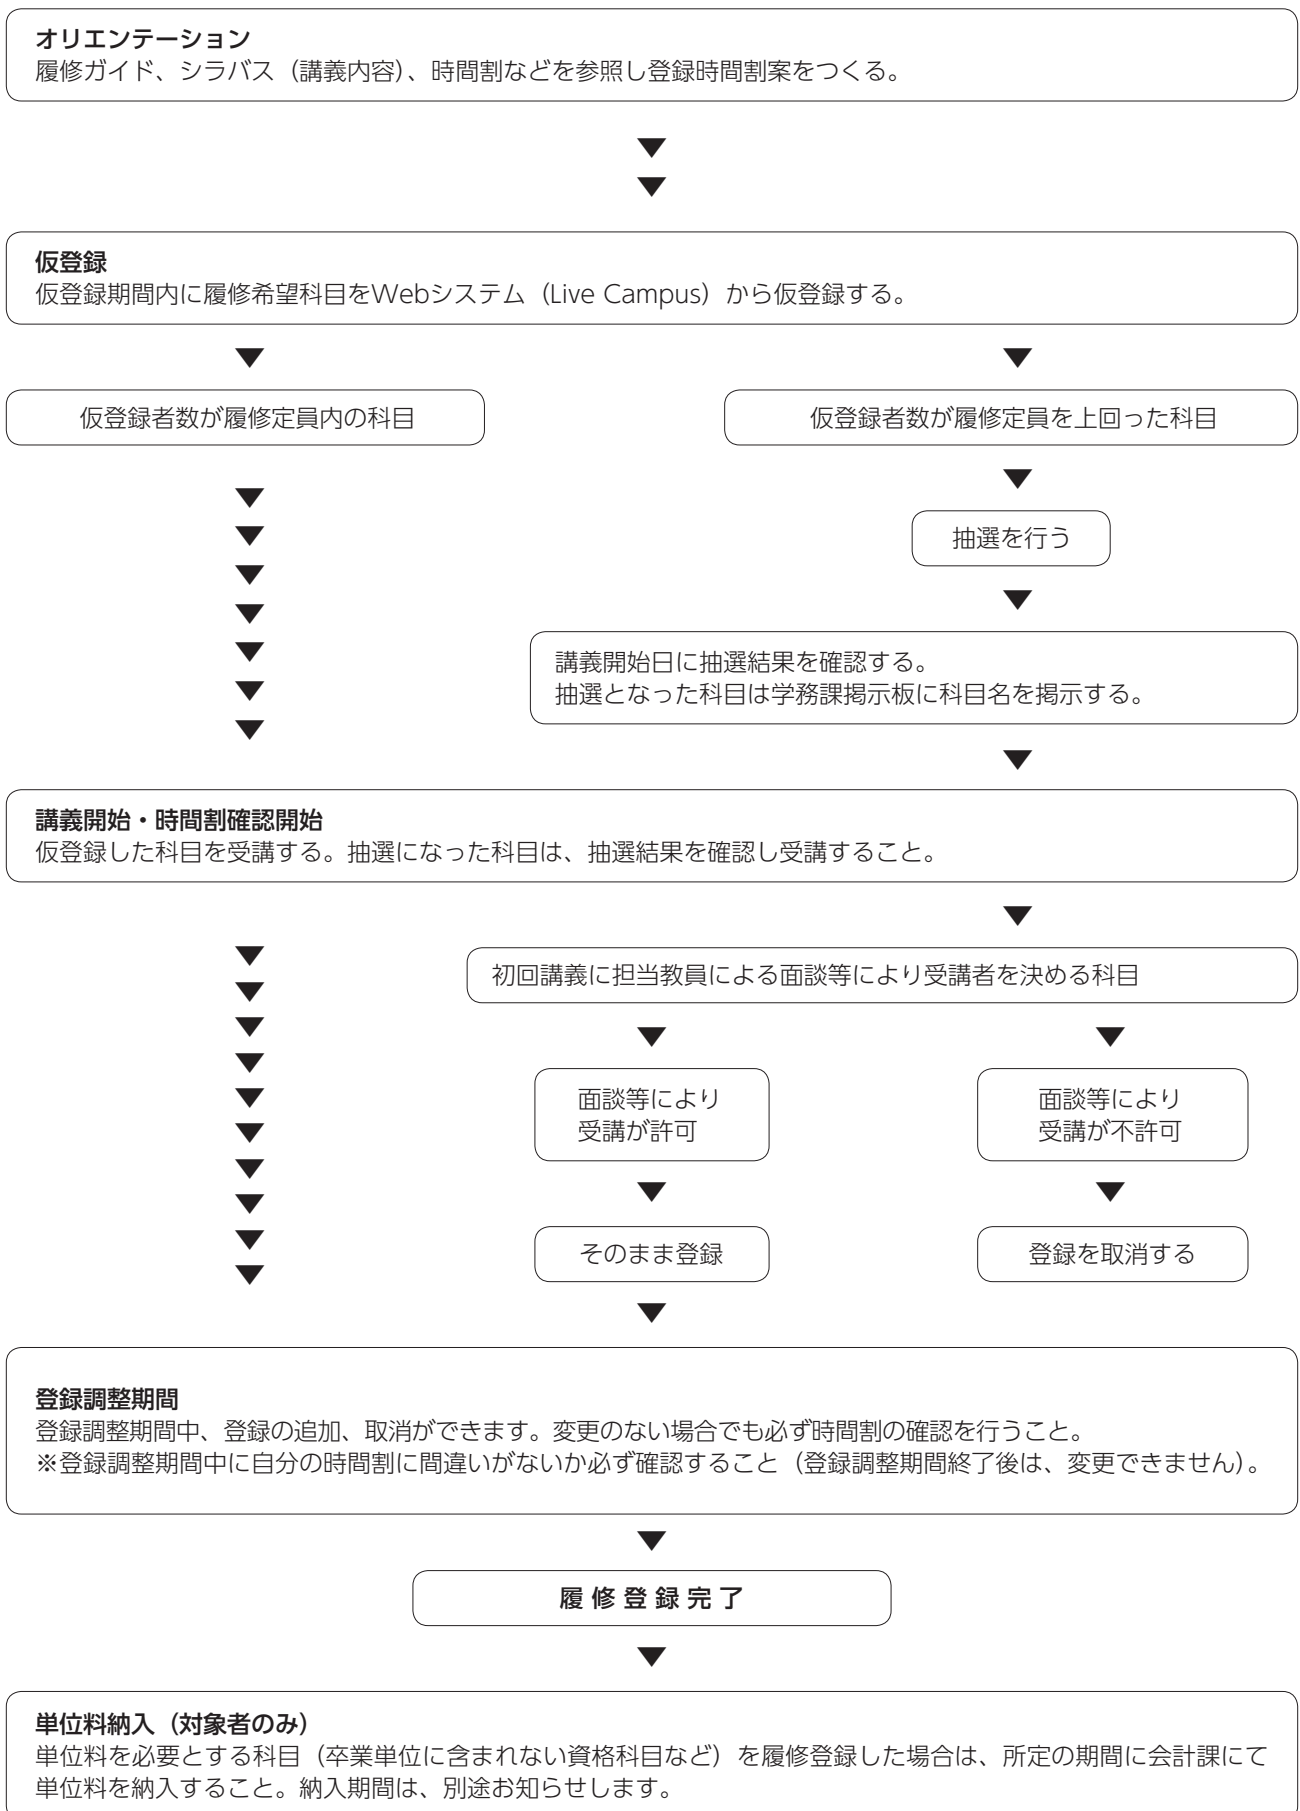 オリエンテーション
履修ガイド、シラバス（講義内容）、時間割などを参照し登録時間割案をつくる。
仮登録
仮登録期間内に履修希望科目をWebシステム（Live Campus）から仮登録する。
仮登録者数が履修定員内の科目
仮登録者数が履修定員を上回った科目
抽選を行う
講義開始日に抽選結果を確認する。
抽選となった科目は学務課掲示板に科目名を掲示する。
講義開始・時間割確認開始
仮登録した科目を受講する。抽選になった科目は、抽選結果を確認し受講すること。
初回講義に担当教員による面談等により受講者を決める科目
面談等により
受講が許可
面談等により
受講が不許可
そのまま登録
登録を取消する
登録調整期間
登録調整期間中、登録の追加、取消ができます。変更のない場合でも必ず時間割の確認を行うこと。
※登録調整期間中に自分の時間割に間違いがないか必ず確認すること（登録調整期間終了後は、変更できません）。
履修登録完了
単位料納入（対象者のみ）
単位料を必要とする科目（卒業単位に含まれない資格科目など）を履修登録した場合は、所定の期間に会計課にて
単位料を納入すること。納入期間は、別途お知らせします。